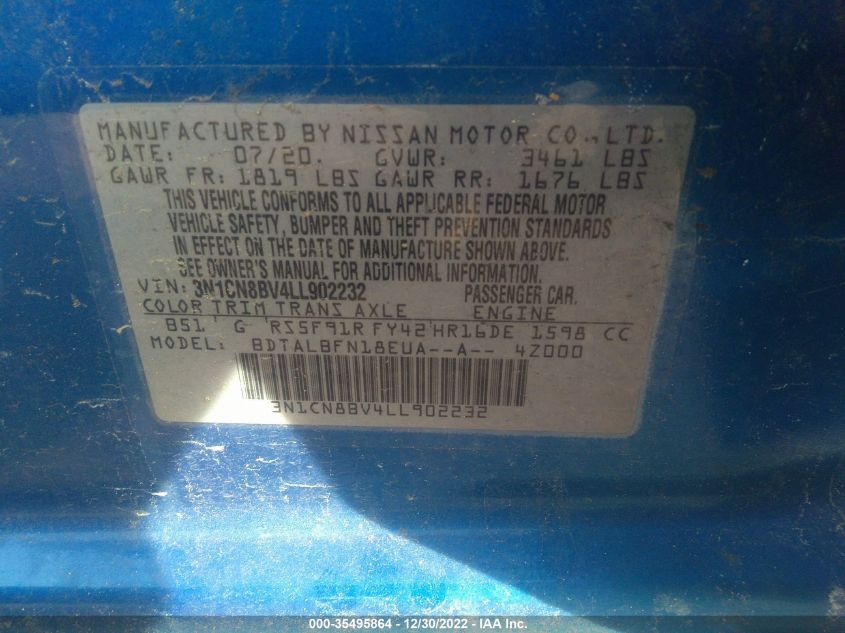 MANUFACTURED BY NISSAN MOTOR CO.,LTD.
DATE: 07/20. GVWR: 3461 LBS
GAWR FR: 1819 LBS GAWR RR: 1676 LBS
THIS VEHICLE CONFORMS TO ALL APPLICABLE FEDERAL MOTOR
VEHICLE SAFETY, BUMPER AND THEFT PREVENTION STANDARDS
IN EFFECT ON THE DATE OF MANUFACTURE SHOWN ABOVE.
SEE OWNER'S MANUAL FOR ADDITIONAL INFORMATION.
VIN: 3N1CN8BV4LL902232 PASSENGER CAR.
COLOR TRIM TRANS AXLE ENGINE
B51' G 'RS5F91R FY42'HR16DE 1598 CC
MODEL: BDTALBFN18EUA--A-- 4Z000
3N1CN8BV4LL902232
000-35495864 - 12/30/2022 - IAA Inc.